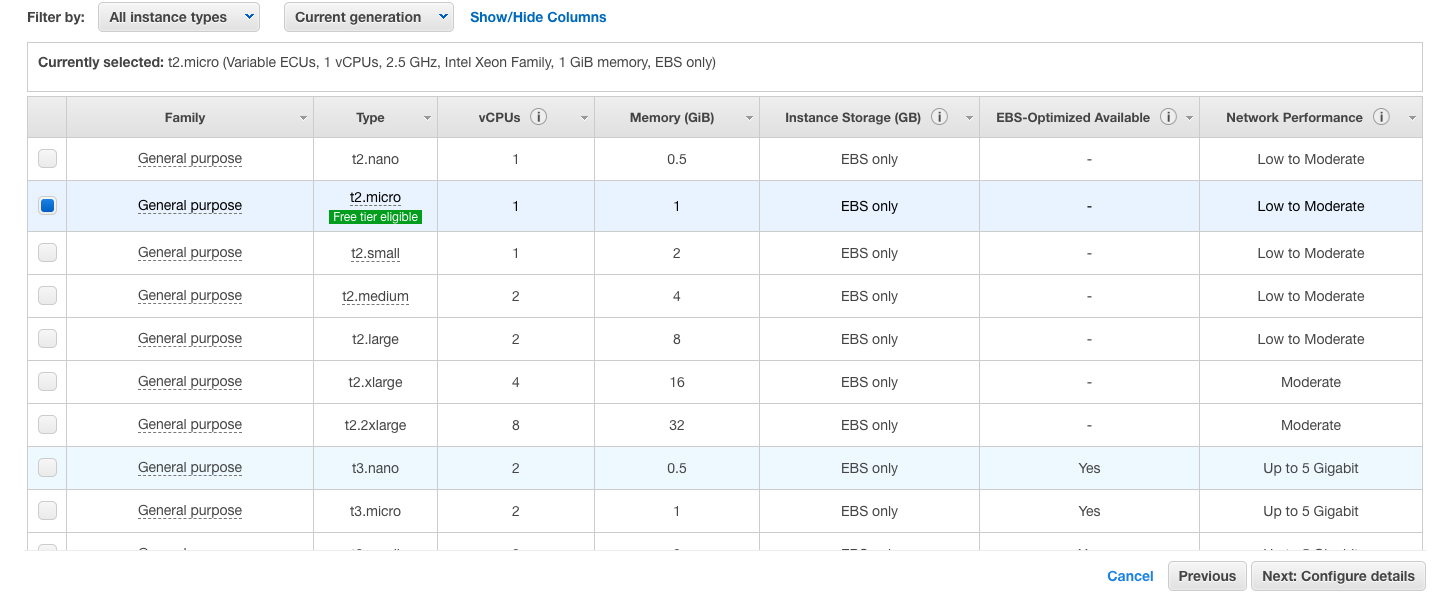 Filter by: All instance types Current generation Show/Hide Columns
Currently selected: t2.micro (Variable ECUs, 1 vCPUs, 2.5 GHz, Intel Xeon Family, 1 GiB memory, EBS only)
Family Type vCPUs i Memory (GiB) Instance Storage (GB) i EBS-Optimized Available i Network Performance i
General purpose t2.nano 1 0.5 EBS only - Low to Moderate
General purpose t2.micro 1 1 EBS only - Low to Moderate
Free tier eligible
General purpose t2.small 1 2 EBS only - Low to Moderate
General purpose t2.medium 2 4 EBS only - Low to Moderate
General purpose t2.large 2 8 EBS only - Low to Moderate
General purpose t2.xlarge 4 16 EBS only - Moderate
General purpose t2.2xlarge 8 32 EBS only - Moderate
General purpose t3.nano 2 0.5 EBS only Yes Up to 5 Gigabit
General purpose t3.micro 2 1 EBS only Yes Up to 5 Gigabit
Cancel Previous Next: Configure details